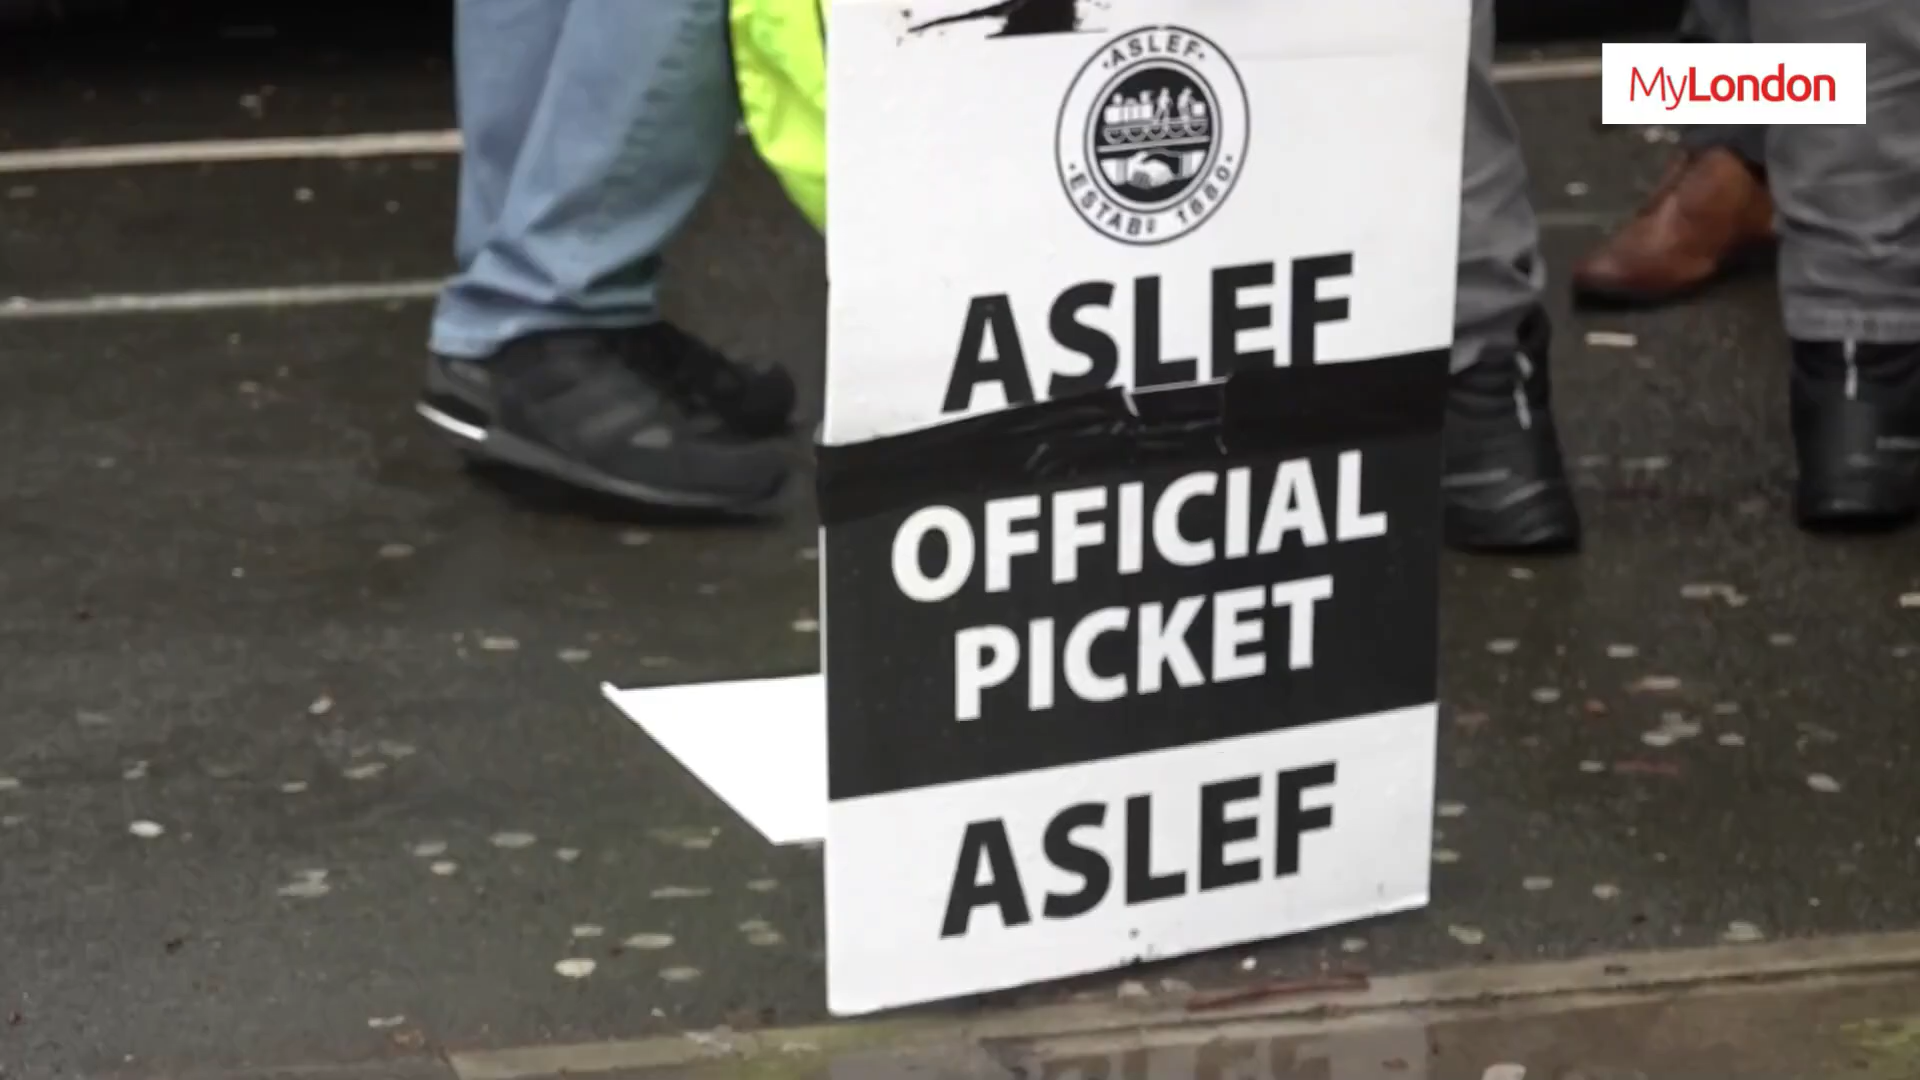 MyLondon
·ASLEF·
·ESTABD 1880·
ASLEF
OFFICIAL
PICKET
ASLEF